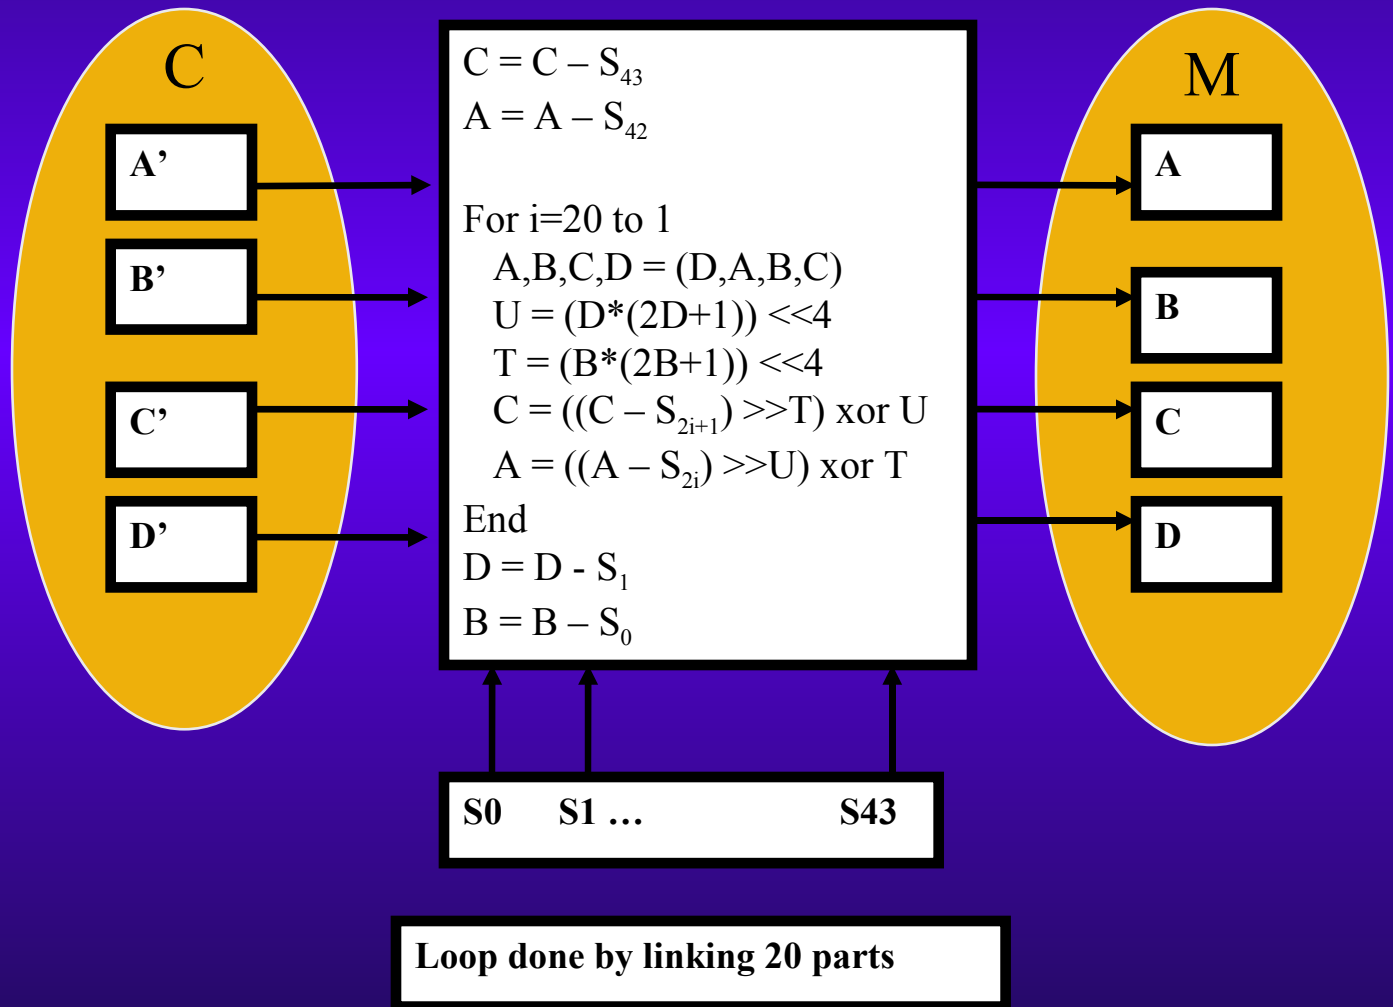 C
A’
B’
C’
D’
C = C – S₄₃
A = A – S₄₂
For i=20 to 1
A,B,C,D = (D,A,B,C)
U = (D*(2D+1)) <<4
T = (B*(2B+1)) <<4
C = ((C – S₂ᵢ₊₁) >>T) xor U
A = ((A – S₂ᵢ) >>U) xor T
End
D = D - S₁
B = B – S₀
M
A
B
C
D
S0 S1 … S43
Loop done by linking 20 parts